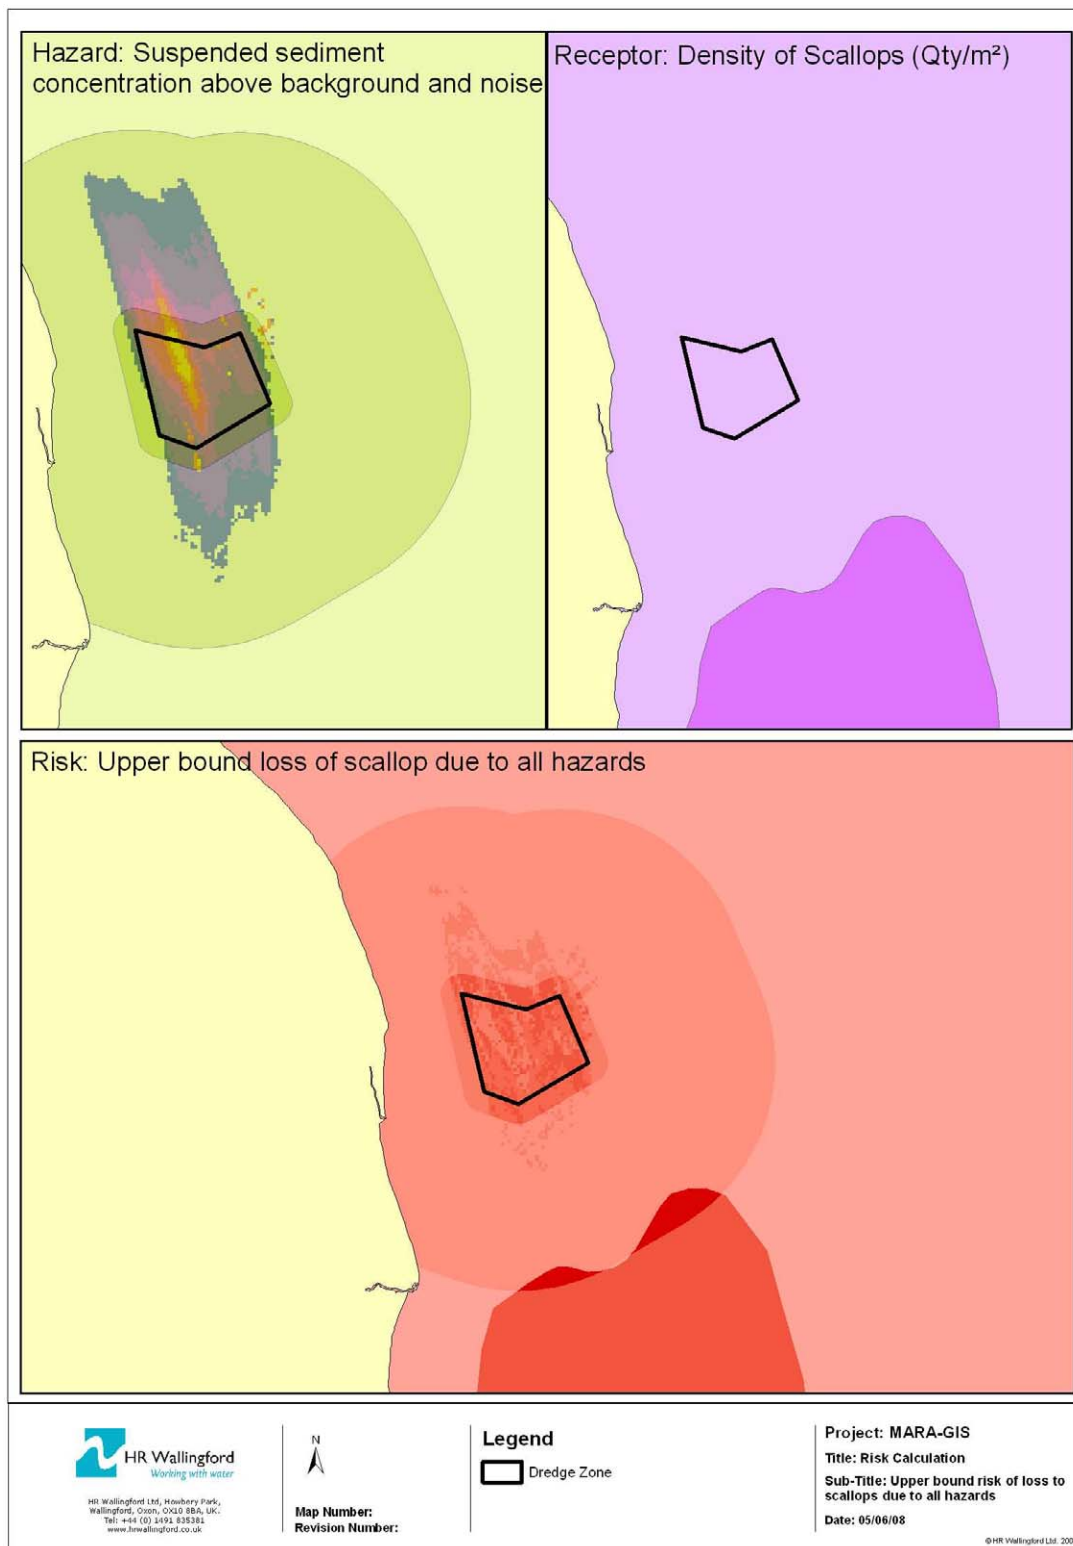 Hazard: Suspended sediment
concentration above background and noise
Receptor: Density of Scallops (Qty/m²)
Risk: Upper bound loss of scallop due to all hazards
HR Wallingford
Working with water
HR Wallingford Ltd, Howbery Park,
Wallingford, Oxon, OX10 8BA, UK.
Tel: +44 (0) 1491 835381
www.hrwallingford.co.uk
N
Map Number:
Revision Number:
Legend
Dredge Zone
Project: MARA-GIS
Title: Risk Calculation
Sub-Title: Upper bound risk of loss to
scallops due to all hazards
Date: 05/06/08
© HR Wallingford Ltd. 200